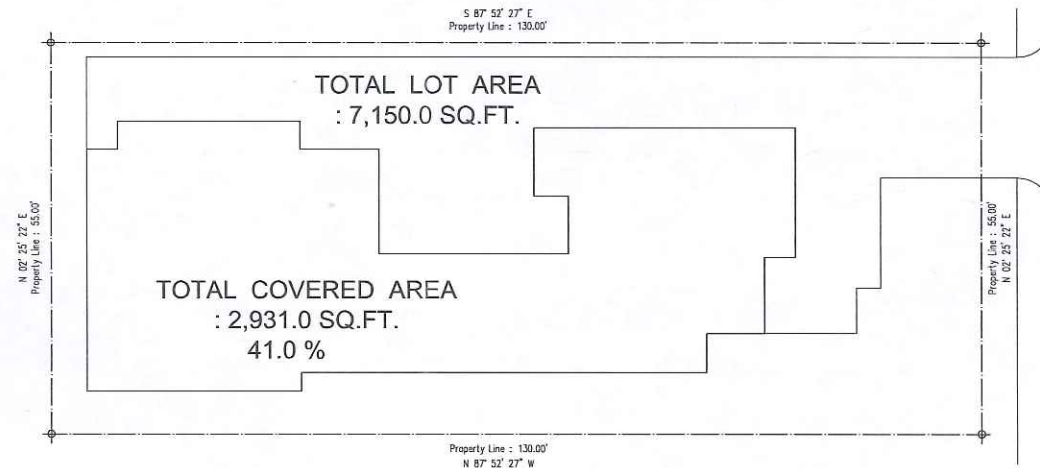 S 87° 52' 27" E
Property Line : 130.00'
TOTAL LOT AREA
: 7,150.0 SQ.FT.
N 02° 25' 22" E
Property Line : 55.00'
Property Line : 55.00'
N 02° 25' 22" E
TOTAL COVERED AREA
: 2,931.0 SQ.FT.
41.0 %
Property Line : 130.00'
N 87° 52' 27" W